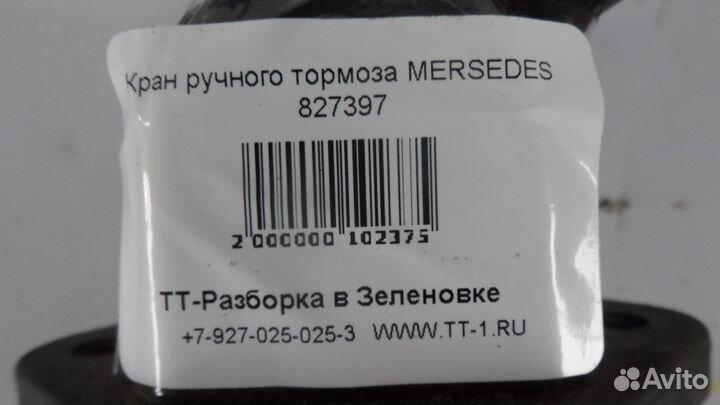 Кран ручного тормоза MERSEDES
827397
2 000000 102375
ТТ-Разборка в Зеленовке
+7-927-025-025-3 WWW.TT-1.RU
Avito